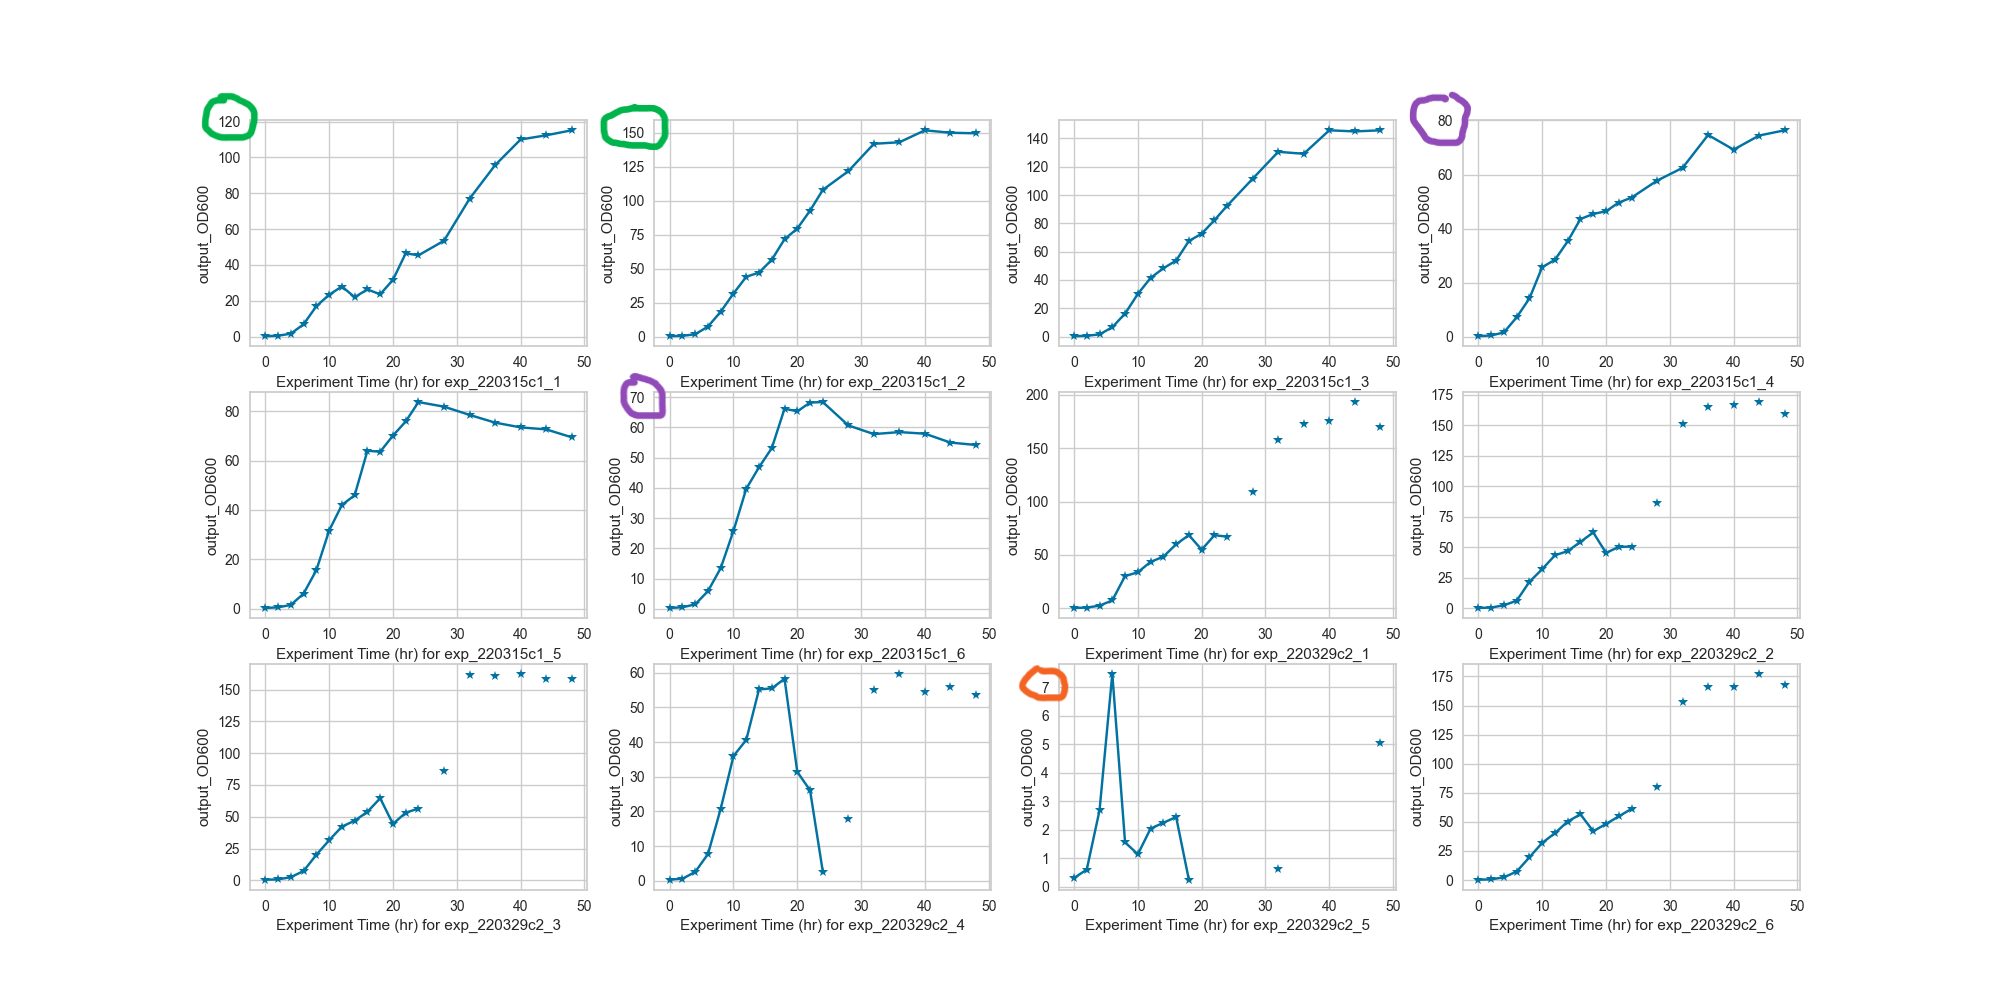 120
100
80
60
40
20
0
output_OD600
0 10 20 30 40 50
Experiment Time (hr) for exp_220315c1_1
150
125
100
75
50
25
0
output_OD600
0 10 20 30 40 50
Experiment Time (hr) for exp_220315c1_2
140
120
100
80
60
40
20
0
output_OD600
0 10 20 30 40 50
Experiment Time (hr) for exp_220315c1_3
80
60
40
20
0
output_OD600
0 10 20 30 40 50
Experiment Time (hr) for exp_220315c1_4
80
60
40
20
0
output_OD600
0 10 20 30 40 50
Experiment Time (hr) for exp_220315c1_5
70
60
50
40
30
20
10
0
output_OD600
0 10 20 30 40 50
Experiment Time (hr) for exp_220315c1_6
200
150
100
50
0
output_OD600
0 10 20 30 40 50
Experiment Time (hr) for exp_220329c2_1
175
150
125
100
75
50
25
0
output_OD600
0 10 20 30 40 50
Experiment Time (hr) for exp_220329c2_2
150
125
100
75
50
25
0
output_OD600
0 10 20 30 40 50
Experiment Time (hr) for exp_220329c2_3
60
50
40
30
20
10
0
output_OD600
0 10 20 30 40 50
Experiment Time (hr) for exp_220329c2_4
7
6
5
4
3
2
1
0
output_OD600
0 10 20 30 40 50
Experiment Time (hr) for exp_220329c2_5
175
150
125
100
75
50
25
0
output_OD600
0 10 20 30 40 50
Experiment Time (hr) for exp_220329c2_6